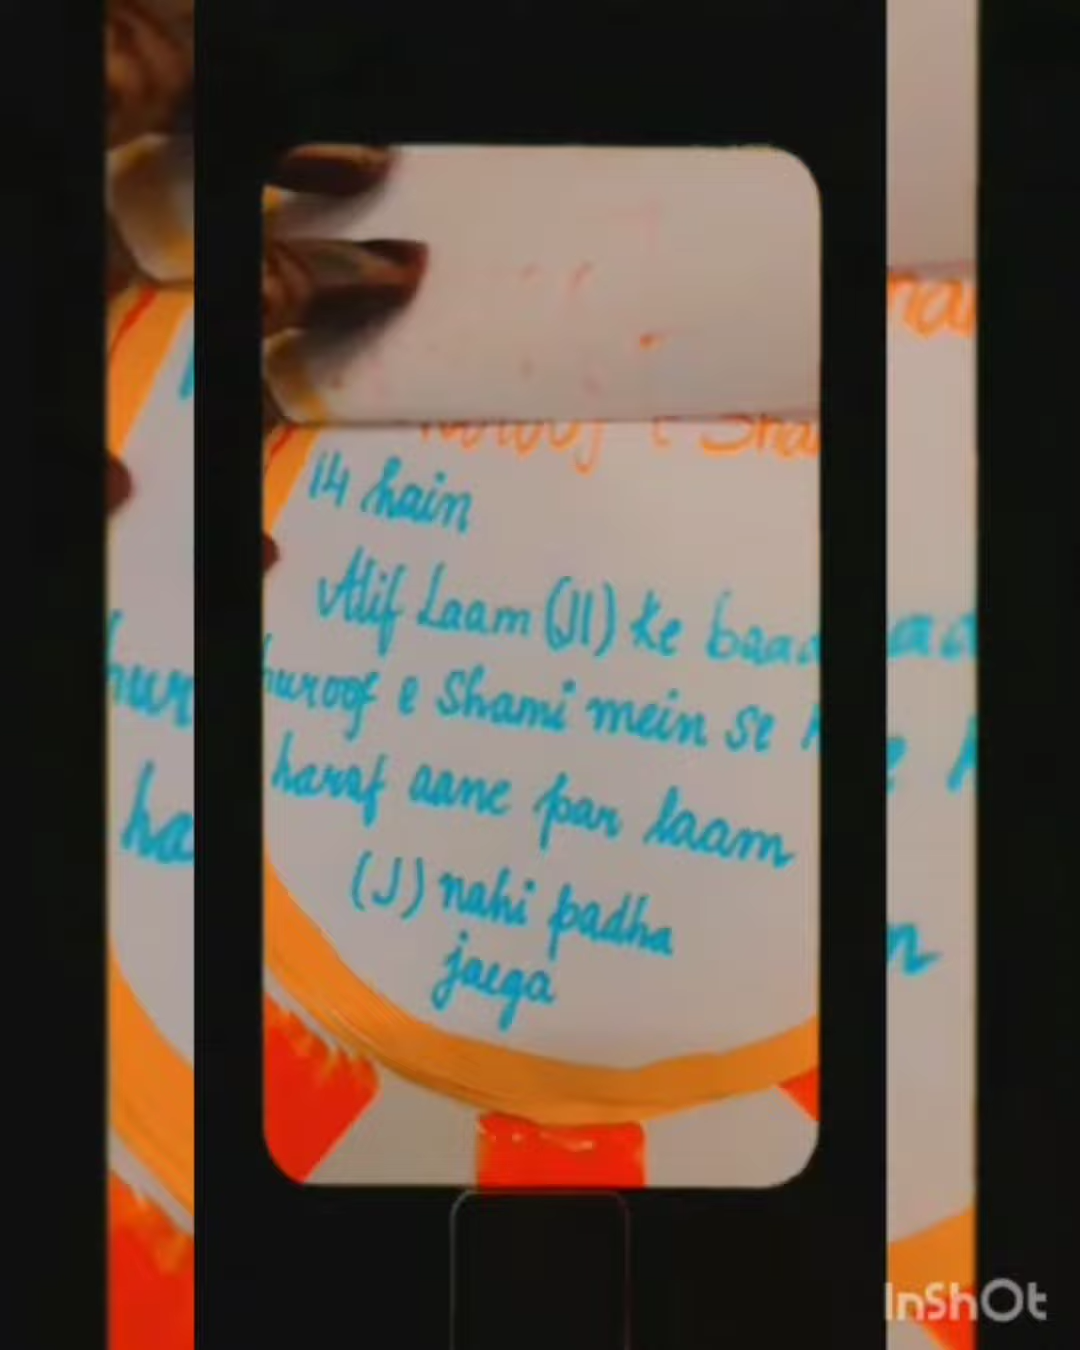 14 hain
Alif Laam (ال) ke baad
huroof e Shami mein se
haraf aane par laam
(ل) nahi padha
jaega
InShOt